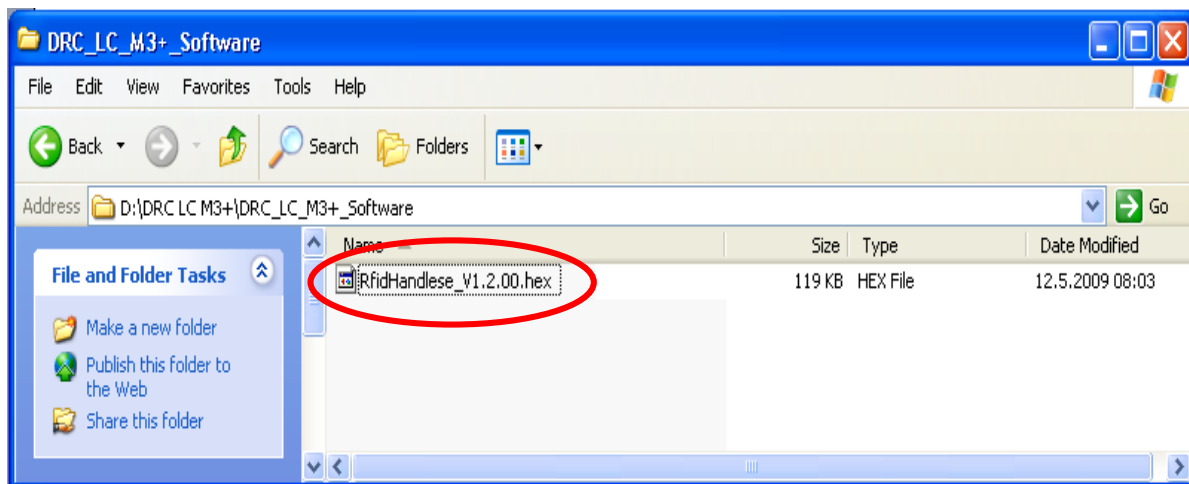 DRC_LC_M3+_Software
File Edit View Favorites Tools Help
Back Search Folders
Address D:\DRC LC M3+\DRC_LC_M3+_Software Go
Name Size Type Date Modified
File and Folder Tasks
RfidHandlese_V1.2.00.hex 119 KB HEX File 12.5.2009 08:03
Make a new folder
Publish this folder to
the Web
Share this folder